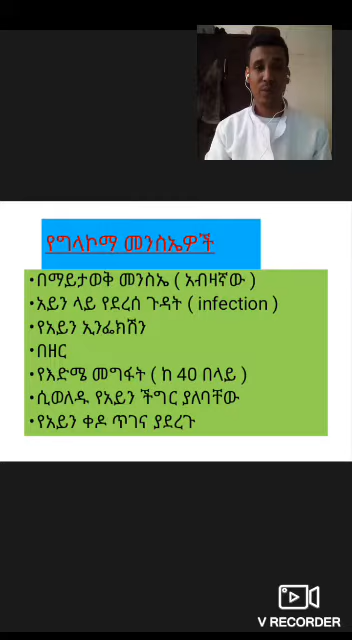 የግላኮማ መንስኤዎች
•በማይታወቅ መንስኤ ( አብዛኛው )
•አይን ላይ የደረሰ ጉዳት ( infection )
•የአይን ኢንፌክሽን
•በዘር
•የእድሜ መግፋት ( ከ 40 በላይ )
•ሲወለዱ የአይን ችግር ያለባቸው
•የአይን ቀዶ ጥገና ያደረጉ
V RECORDER